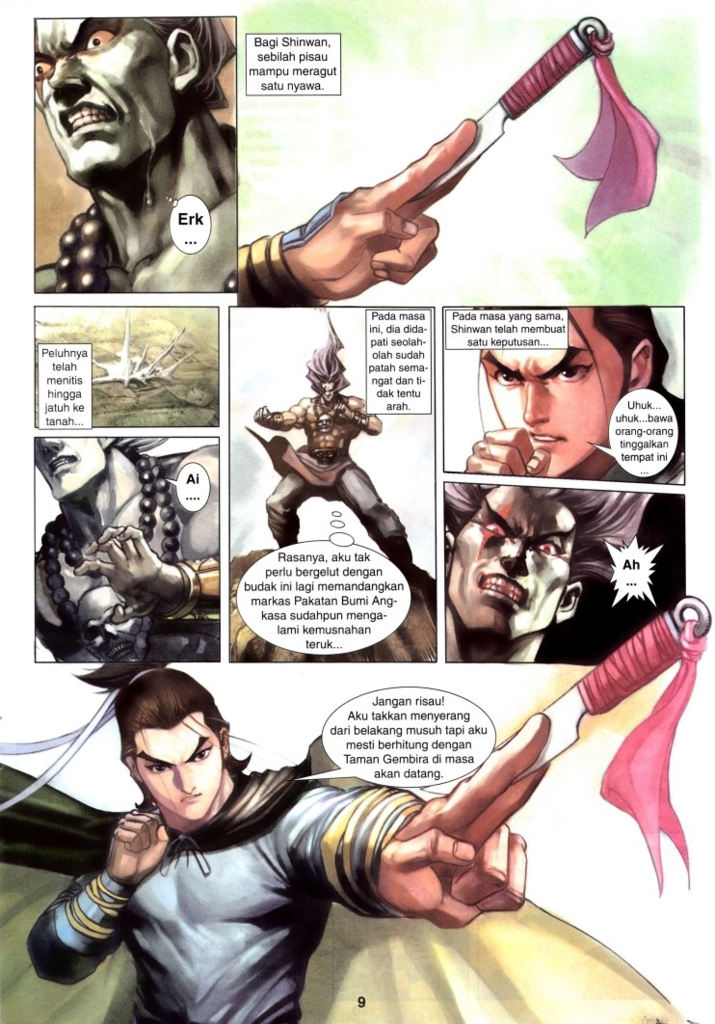 Bagi Shinwan,
sebilah pisau
mampu meragut
satu nyawa.
Erk
...
Peluhnya
telah
menitis
hingga
jatuh ke
tanah...
Ai
....
Pada masa
ini, dia dida-
pati seolah-
olah sudah
patah sema-
ngat dan ti-
dak tentu
arah.
Rasanya, aku tak
perlu bergelut dengan
budak ini lagi memandangkan
markas Pakatan Bumi Ang-
kasa sudahpun menga-
lami kemusnahan
teruk...
Pada masa yang sama,
Shinwan telah membuat
satu keputusan...
Uhuk...
uhuk...bawa
orang-orang
tinggalkan
tempat ini
...
Ah
...
Jangan risau!
Aku takkan menyerang
dari belakang musuh tapi aku
mesti berhitung dengan
Taman Gembira di masa
akan datang.
9